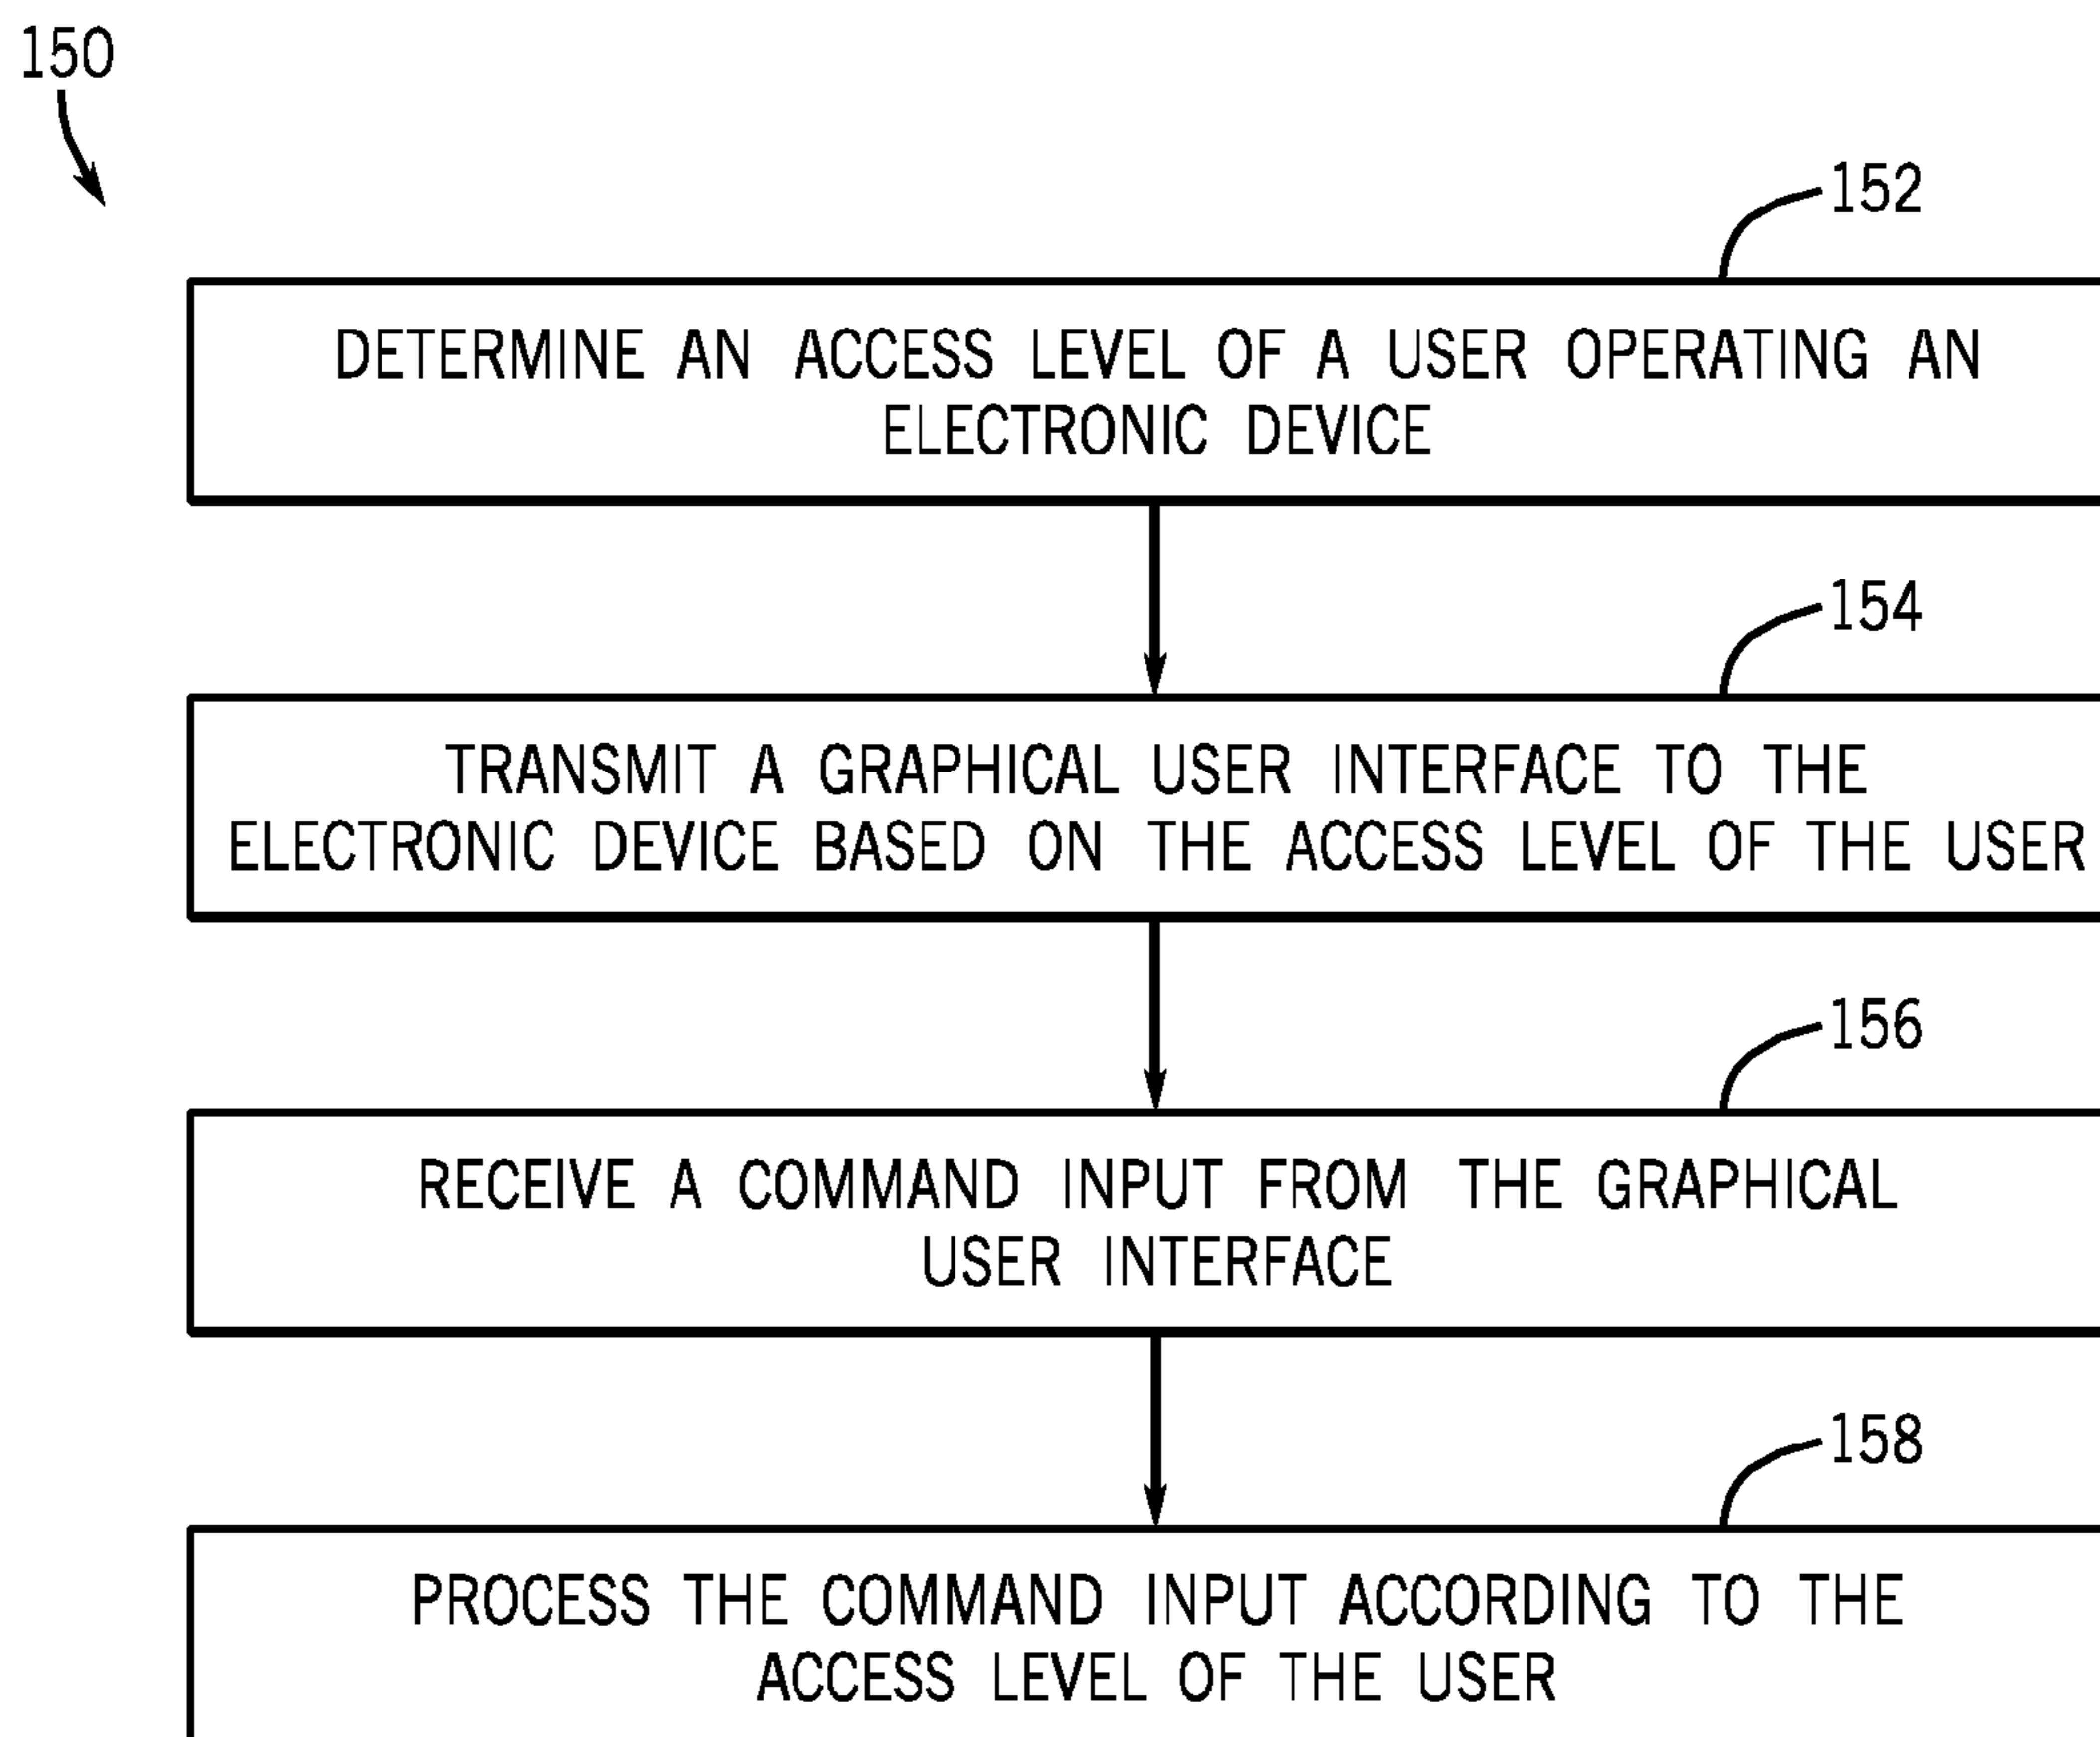 150
152
DETERMINE AN ACCESS LEVEL OF A USER OPERATING AN
ELECTRONIC DEVICE
154
TRANSMIT A GRAPHICAL USER INTERFACE TO THE
ELECTRONIC DEVICE BASED ON THE ACCESS LEVEL OF THE USER
156
RECEIVE A COMMAND INPUT FROM THE GRAPHICAL
USER INTERFACE
158
PROCESS THE COMMAND INPUT ACCORDING TO THE
ACCESS LEVEL OF THE USER